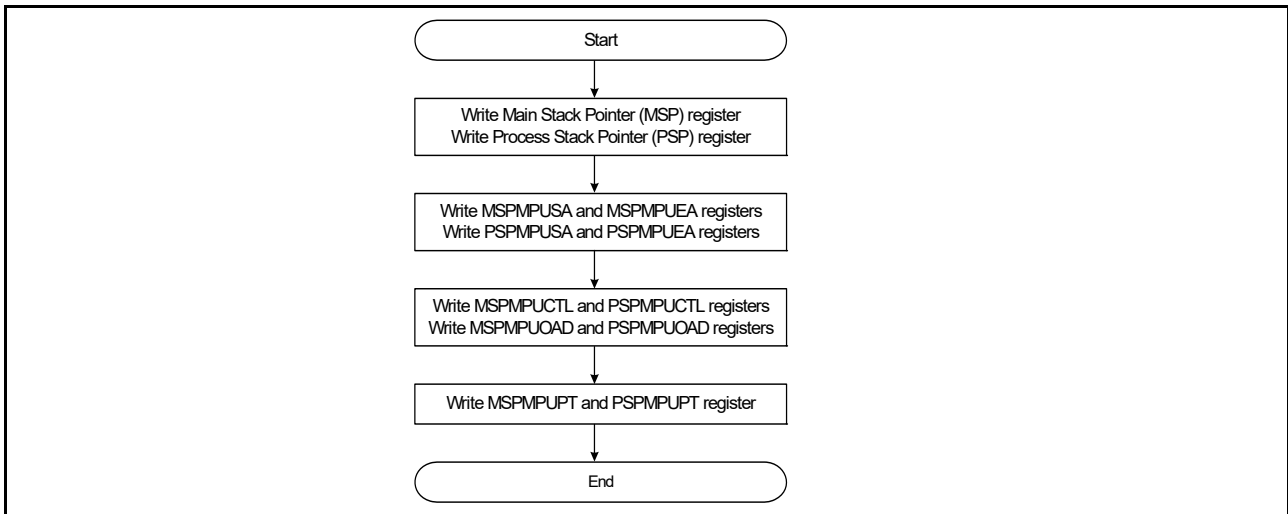 Start
Write Main Stack Pointer (MSP) register
Write Process Stack Pointer (PSP) register
Write MSPMPUSA and MSPMPUEA registers
Write PSPMPUSA and PSPMPUEA registers
Write MSPMPUCTL and PSPMPUCTL registers
Write MSPMPUOAD and PSPMPUOAD registers
Write MSPMPUPT and PSPMPUPT register
End